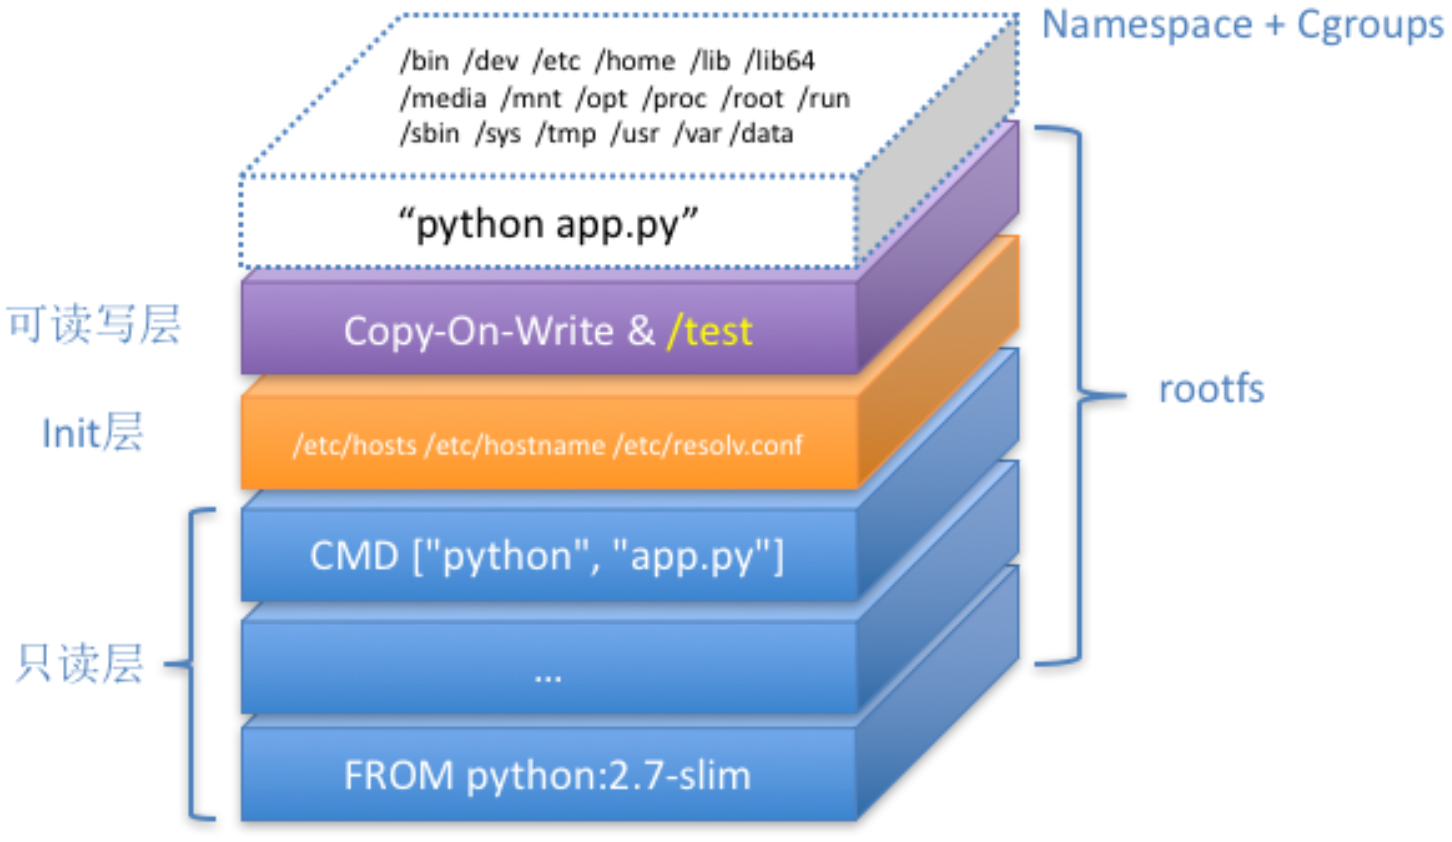 Namespace + Cgroups
/bin /dev /etc /home /lib /lib64
/media /mnt /opt /proc /root /run
/sbin /sys /tmp /usr /var /data
“python app.py”
可读写层
Copy-On-Write & /test
rootfs
Init层
/etc/hosts /etc/hostname /etc/resolv.conf
CMD ["python", "app.py"]
只读层
...
FROM python:2.7-slim